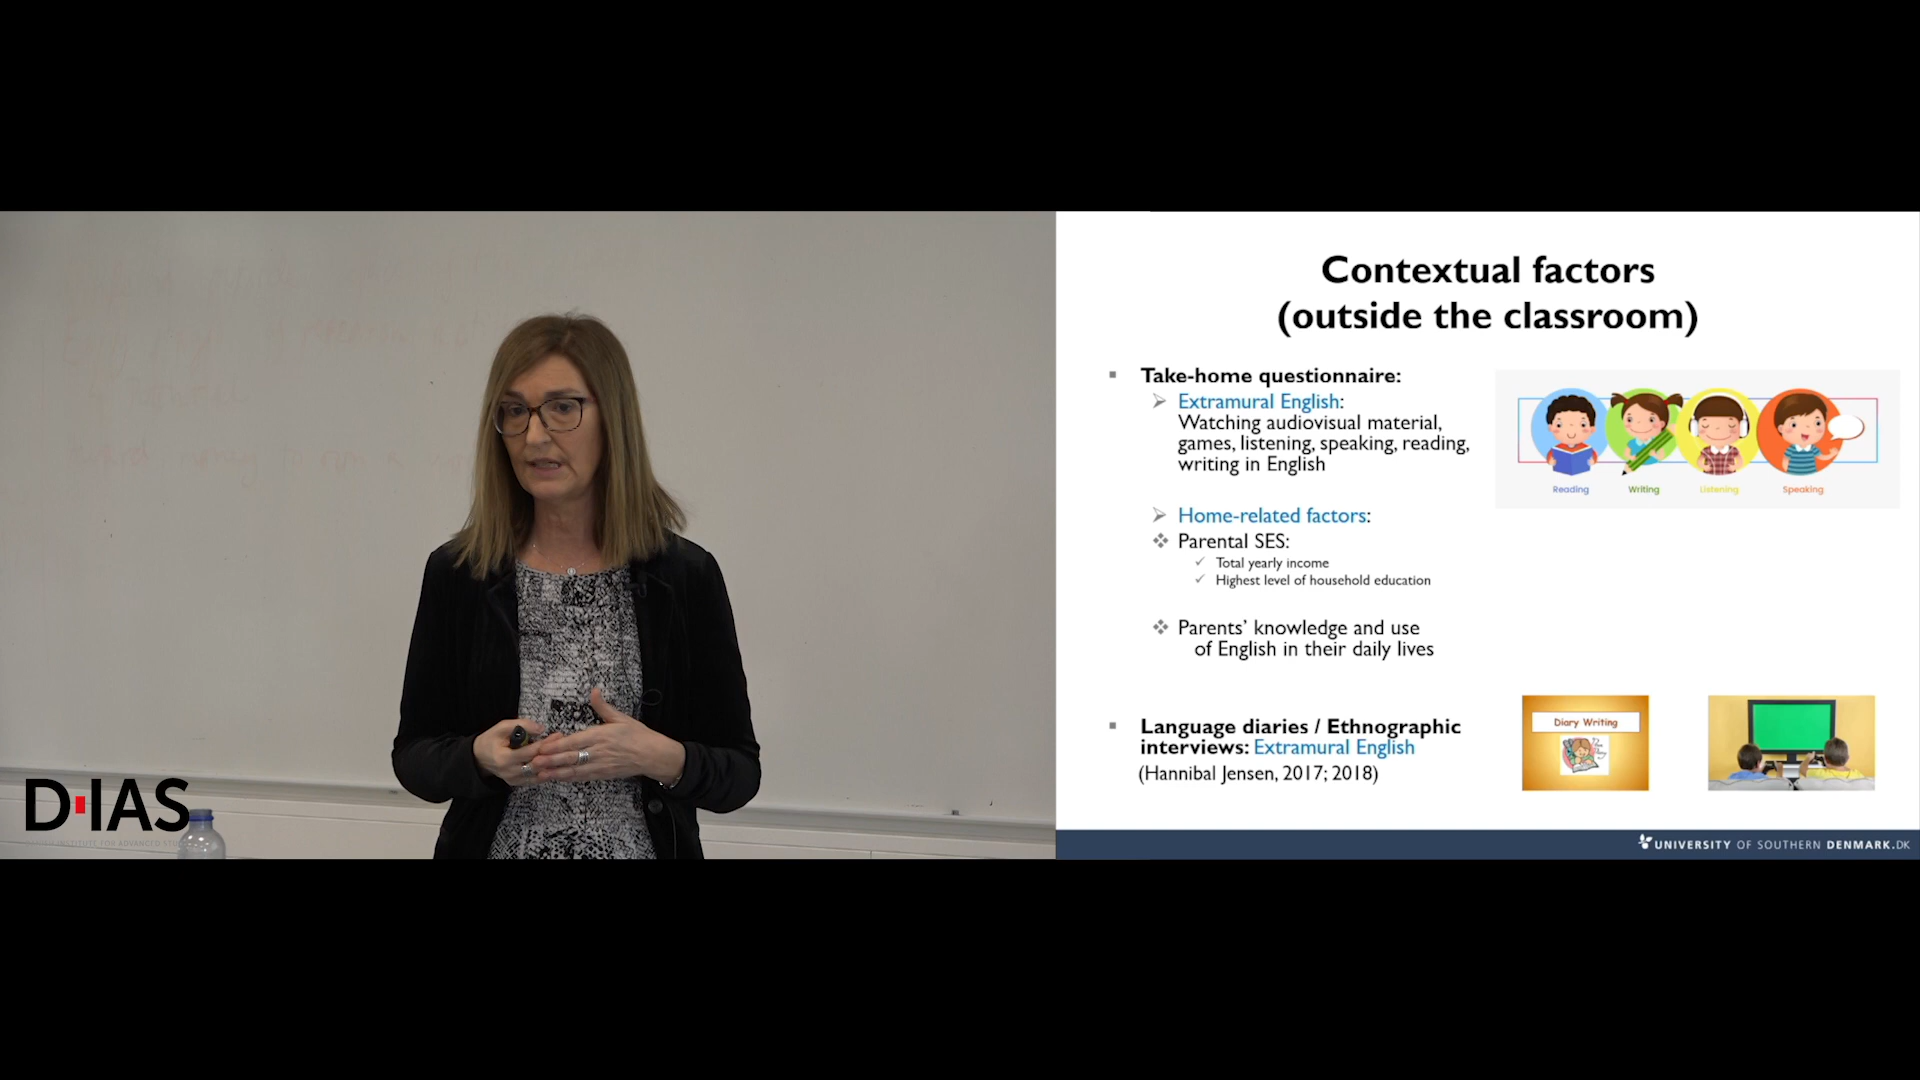 Contextual factors
(outside the classroom)
Take-home questionnaire:
Extramural English:
Watching audiovisual material,
games, listening, speaking, reading,
writing in English
Reading
Writing
Listening
Speaking
Home-related factors:
Parental SES:
Total yearly income
Highest level of household education
Parents' knowledge and use
of English in their daily lives
Language diaries / Ethnographic
interviews: Extramural English
(Hannibal Jensen, 2017; 2018)
Diary Writing
D·IAS
UNIVERSITY OF SOUTHERN DENMARK.DK